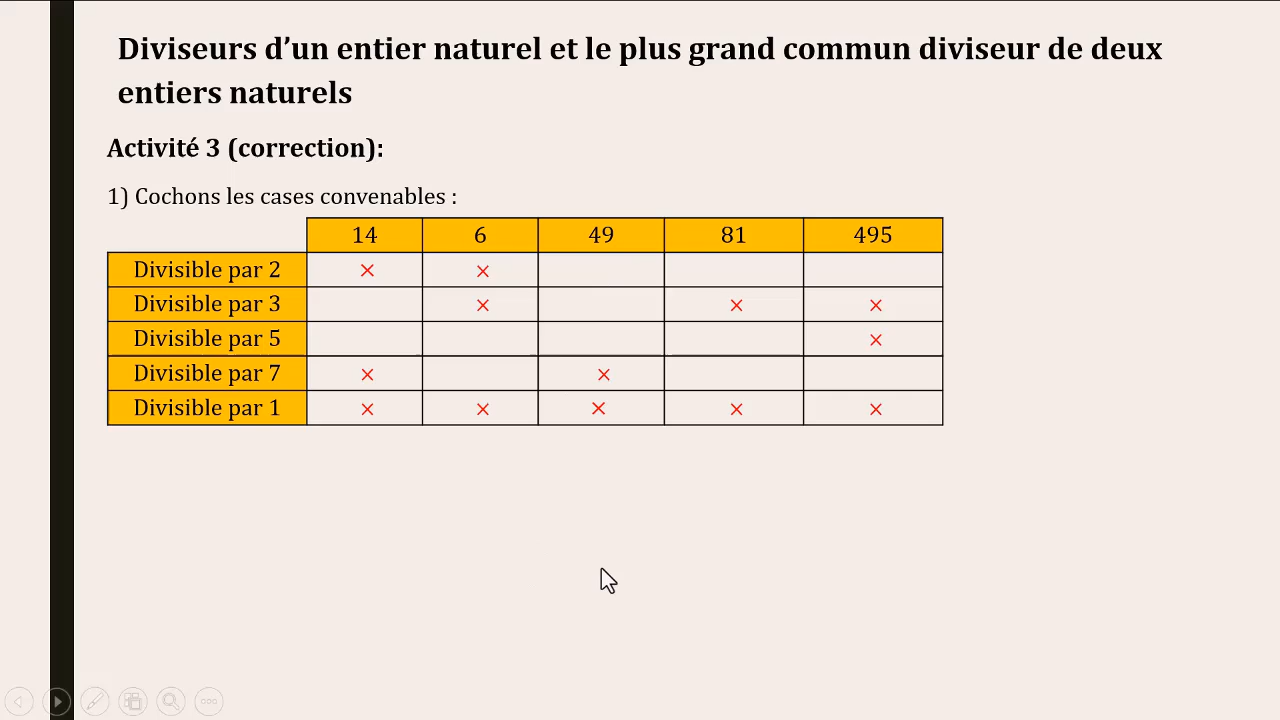 Diviseurs d’un entier naturel et le plus grand commun diviseur de deux
entiers naturels
Activité 3 (correction):
1) Cochons les cases convenables :
14 6 49 81 495
Divisible par 2 × ×
Divisible par 3 × × ×
Divisible par 5 ×
Divisible par 7 × ×
Divisible par 1 × × × × ×